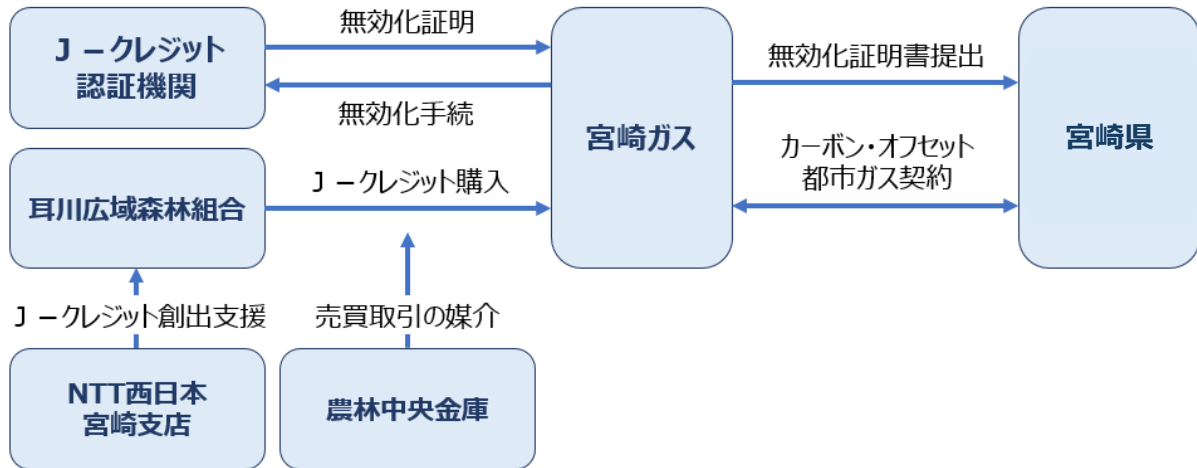 J －クレジット
認証機関
無効化証明
無効化手続
宮崎ガス
無効化証明書提出
カーボン・オフセット
都市ガス契約
宮崎県
耳川広域森林組合
J －クレジット購入
J －クレジット創出支援
売買取引の媒介
NTT西日本
宮崎支店
農林中央金庫